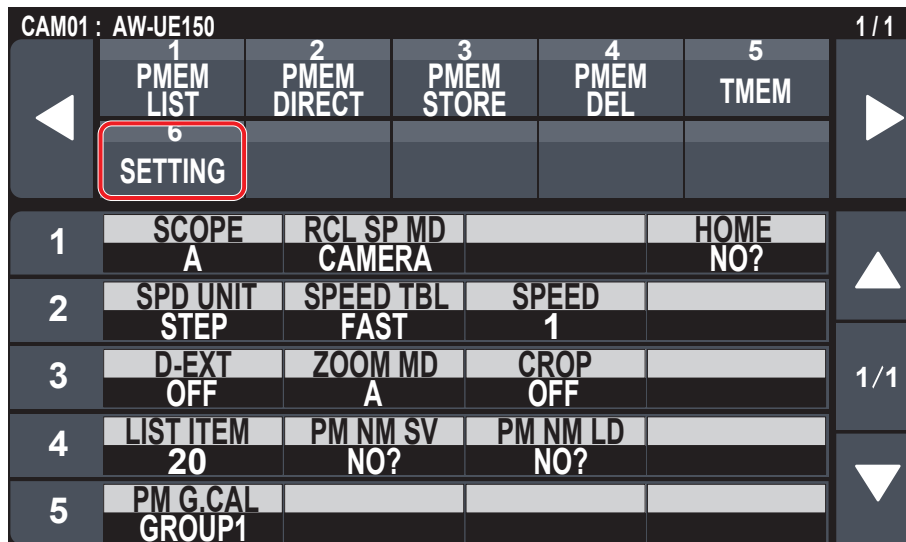 CAM01 : AW-UE150 1 / 1
1 2 3 4 5
PMEM LIST PMEM DIRECT PMEM STORE PMEM DEL TMEM
6
SETTING
1 SCOPE RCL SP MD HOME
A CAMERA NO?
2 SPD UNIT SPEED TBL SPEED
STEP FAST 1
3 D-EXT ZOOM MD CROP 1/1
OFF A OFF
4 LIST ITEM PM NM SV PM NM LD
20 NO? NO?
5 PM G.CAL
GROUP1